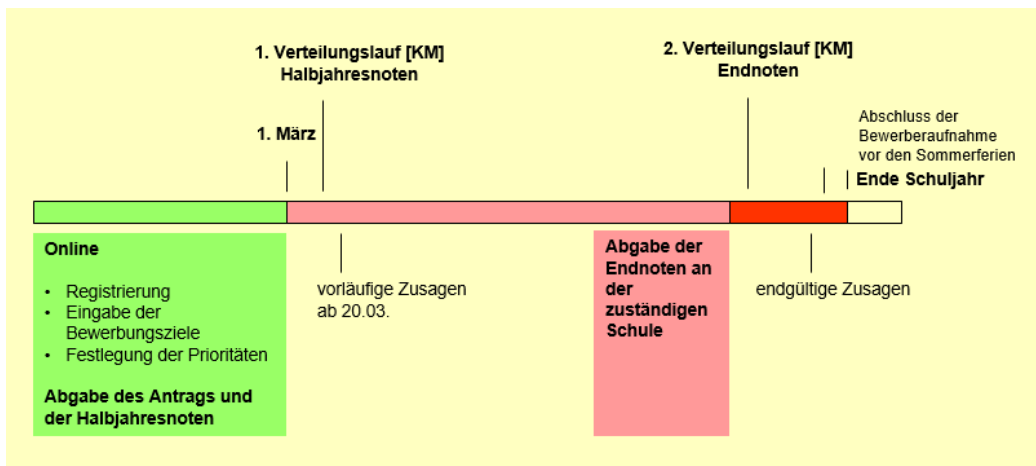 1. Verteilungslauf [KM]
Halbjahresnoten
2. Verteilungslauf [KM]
Endnoten
1. März
Abschluss der
Bewerberaufnahme
vor den Sommerferien
Ende Schuljahr
Online
• Registrierung
• Eingabe der
Bewerbungsziele
• Festlegung der Prioritäten
Abgabe des Antrags und
der Halbjahresnoten
vorläufige Zusagen
ab 20.03.
Abgabe der
Endnoten an
der
zuständigen
Schule
endgültige Zusagen